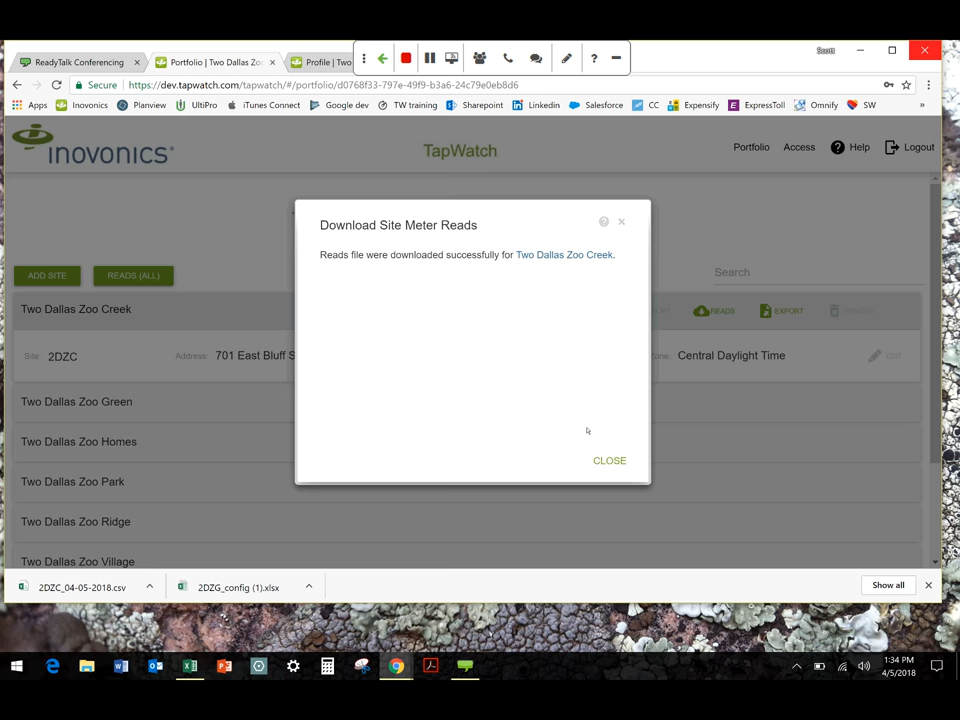 Scott
ReadyTalk Conferencing
Portfolio | Two Dallas Zo
Profile | Two
Secure
https://dev.tapwatch.com/tapwatch/#/portfolio/d0768f33-797e-49f9-b3a6-24c79e0eb8d6
Apps Inovonics Planview UltiPro iTunes Connect Google dev TW training Sharepoint Linkedin Salesforce CC Expensify ExpressToll Omnify SW »
inovonics
TapWatch
Portfolio Access Help Logout
Download Site Meter Reads
Reads file were downloaded successfully for Two Dallas Zoo Creek.
CLOSE
ADD SITE READS (ALL) Search
Two Dallas Zoo Creek READS EXPORT REMOVE
Site: 2DZC Address: 701 East Bluff S Zone: Central Daylight Time EDIT
Two Dallas Zoo Green
Two Dallas Zoo Homes
Two Dallas Zoo Park
Two Dallas Zoo Ridge
Two Dallas Zoo Village
2DZC_04-05-2018.csv 2DZG_config (1).xlsx Show all
1:34 PM
4/5/2018